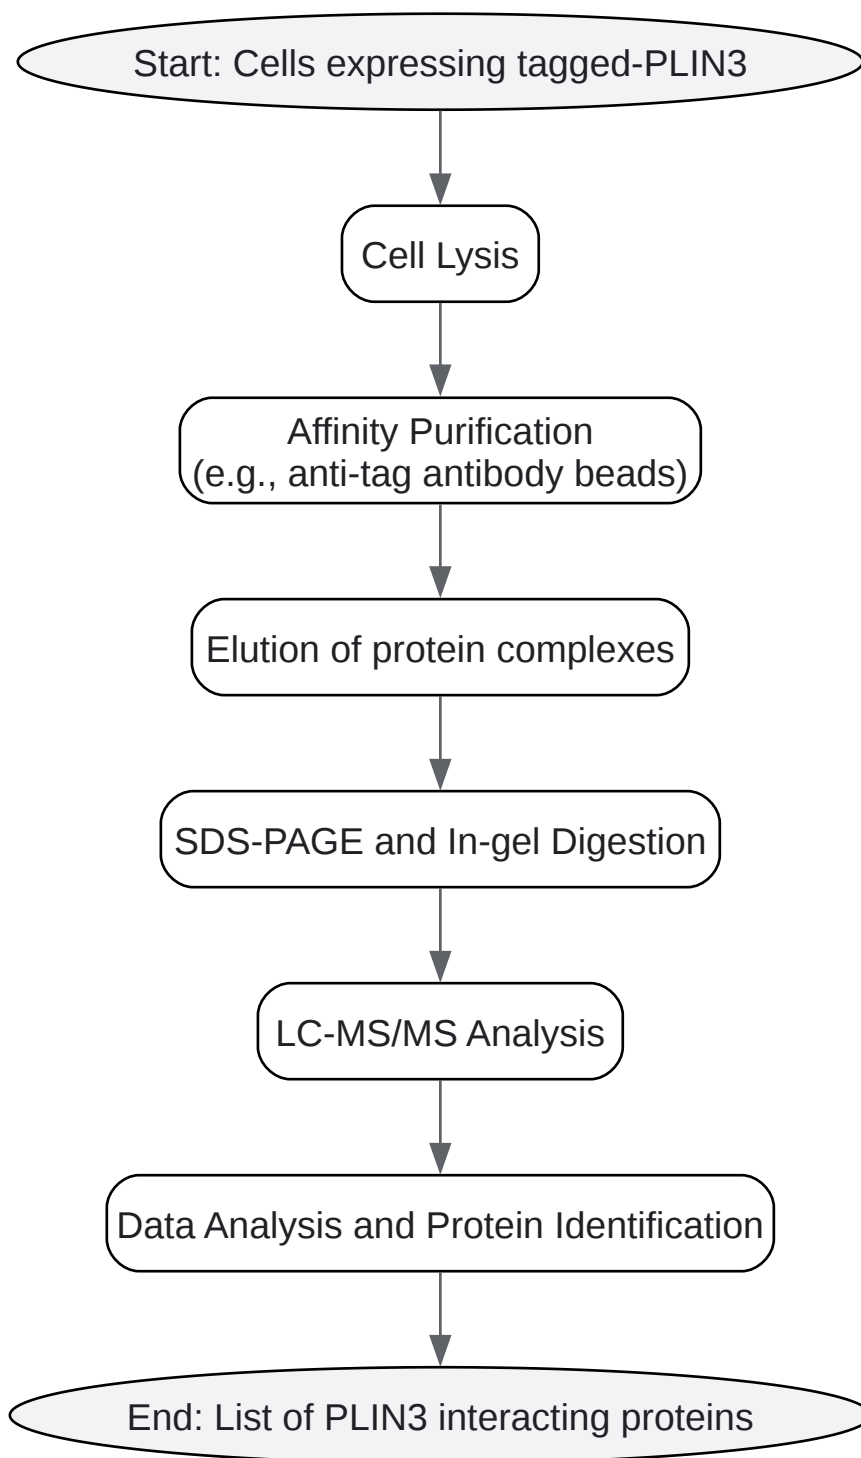 Start: Cells expressing tagged-PLIN3
Cell Lysis
Affinity Purification
(e.g., anti-tag antibody beads)
Elution of protein complexes
SDS-PAGE and In-gel Digestion
LC-MS/MS Analysis
Data Analysis and Protein Identification
End: List of PLIN3 interacting proteins